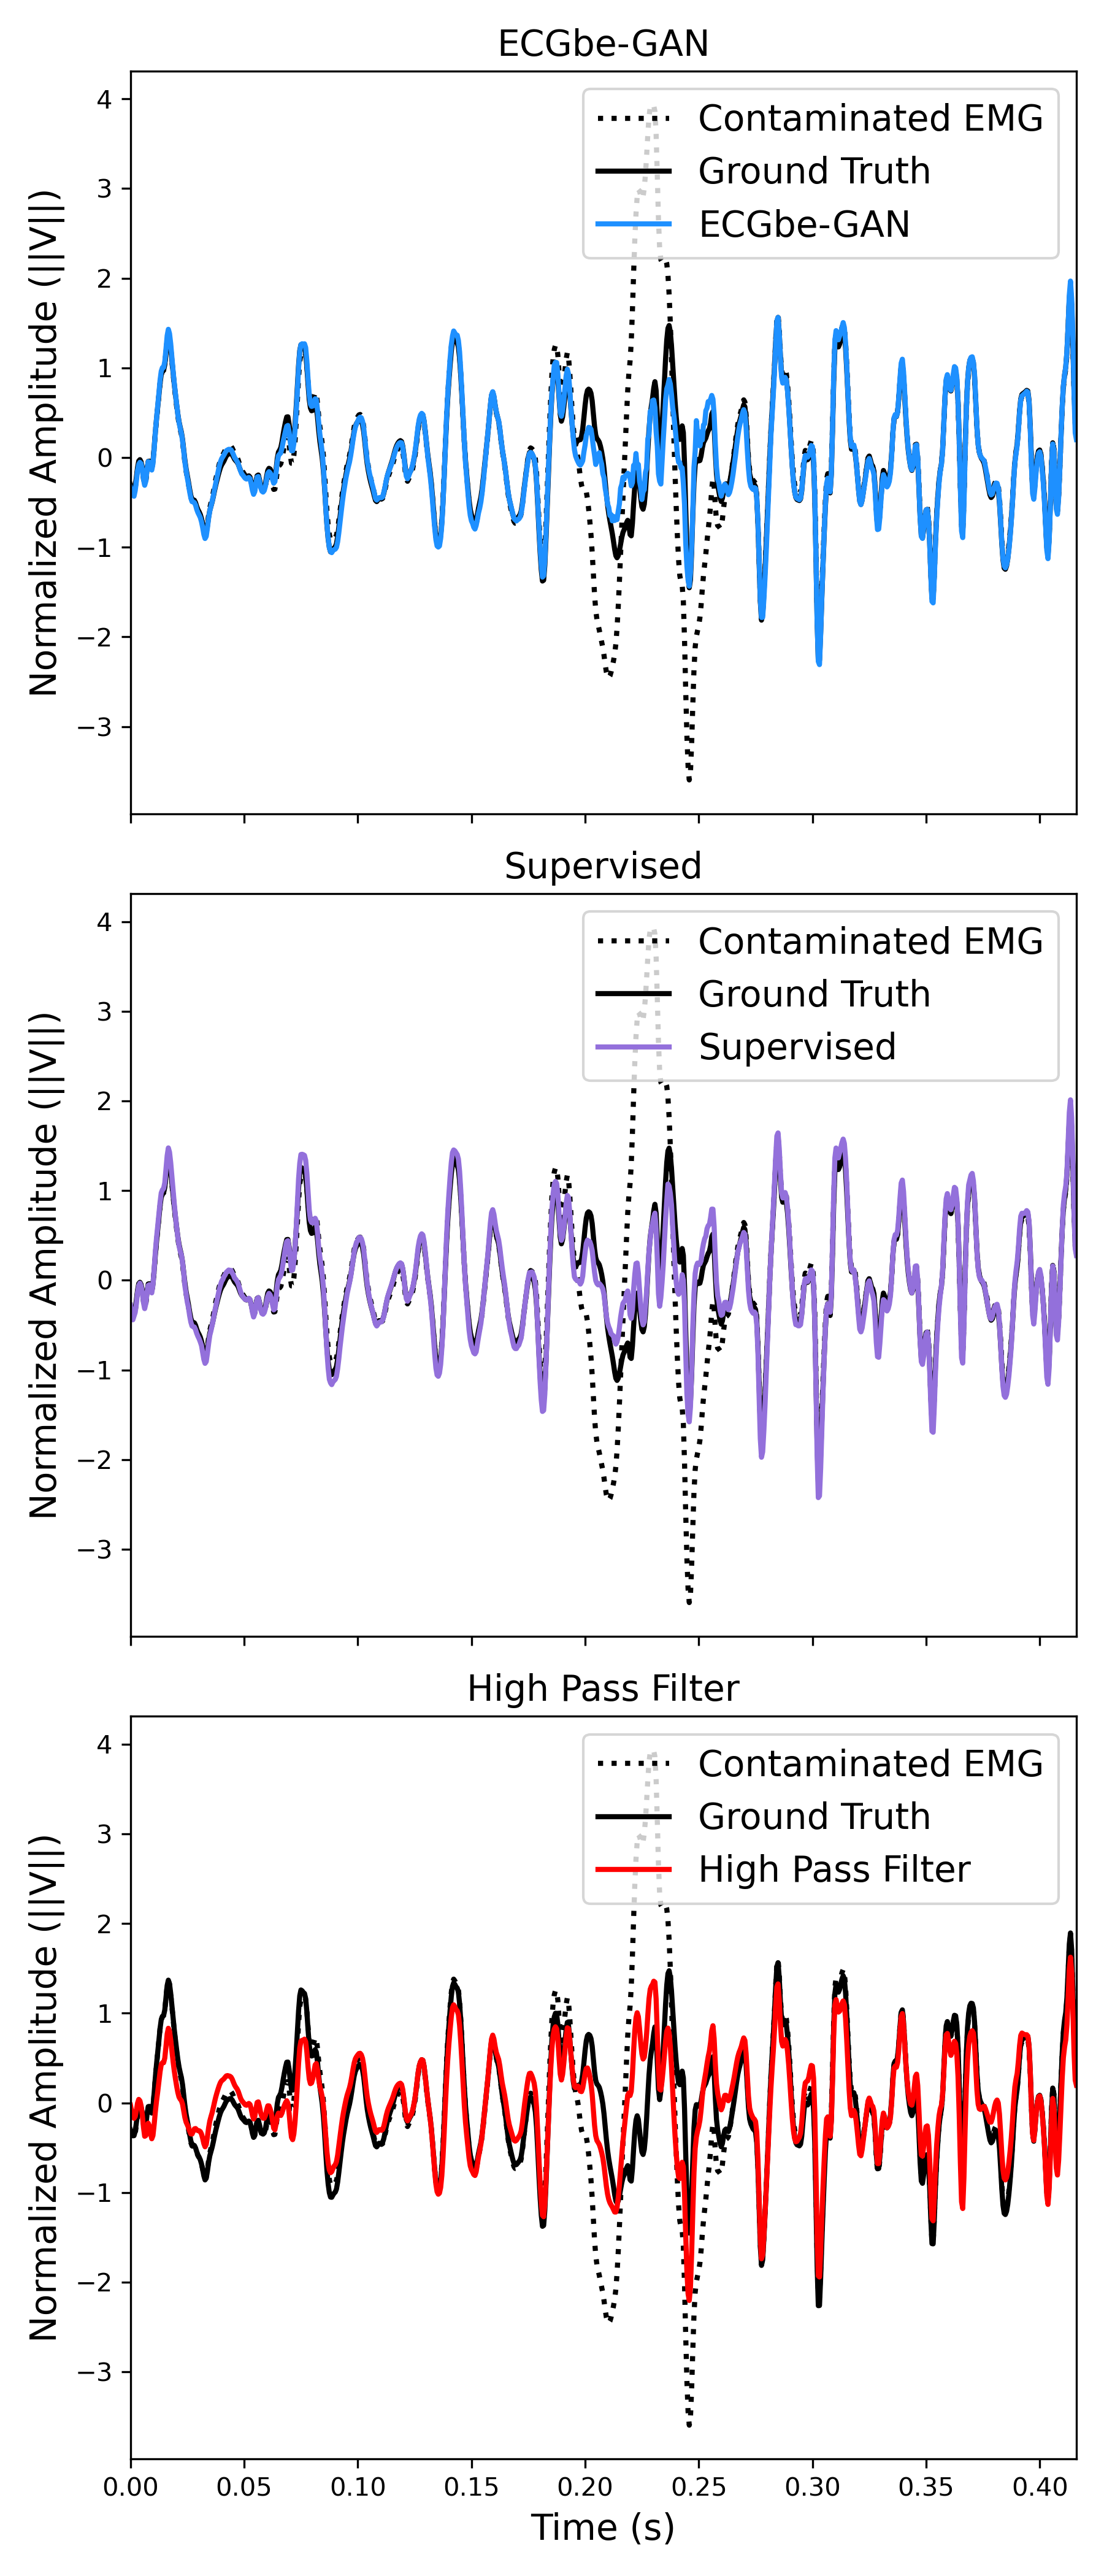 ECGbe-GAN
4
3
2
1
0
−1
−2
−3
Normalized Amplitude (||V||)
Contaminated EMG
Ground Truth
ECGbe-GAN
Supervised
4
3
2
1
0
−1
−2
−3
Normalized Amplitude (||V||)
Contaminated EMG
Ground Truth
Supervised
High Pass Filter
4
3
2
1
0
−1
−2
−3
Normalized Amplitude (||V||)
Contaminated EMG
Ground Truth
High Pass Filter
0.00 0.05 0.10 0.15 0.20 0.25 0.30 0.35 0.40
Time (s)